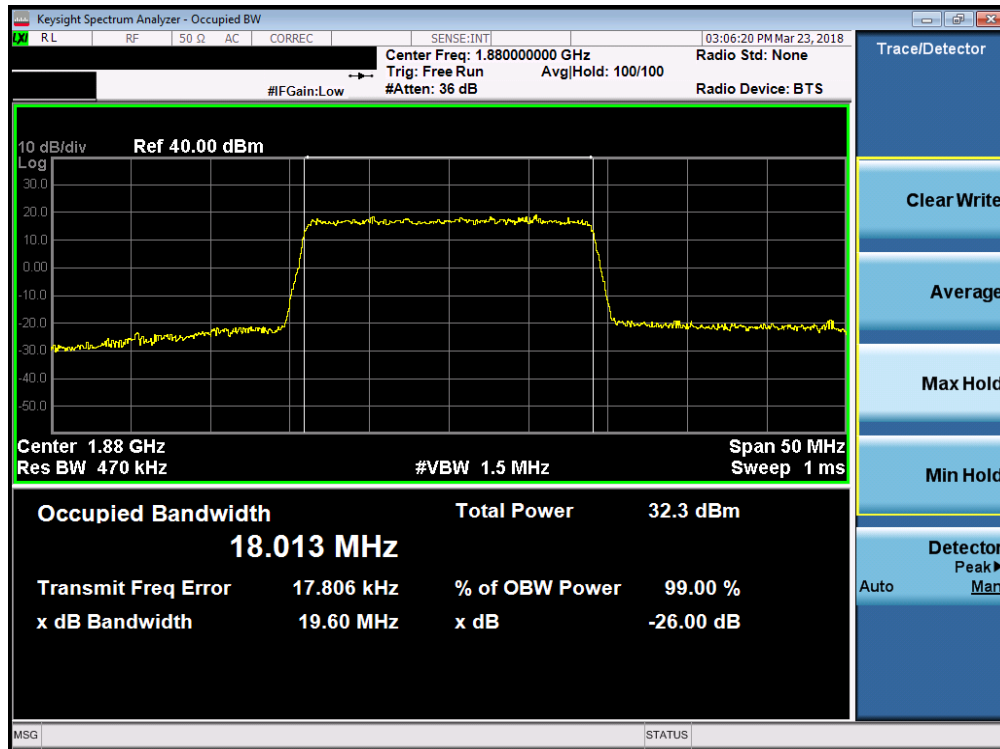 Keysight Spectrum Analyzer - Occupied BW
LXI RL RF 50 Ω AC CORREC SENSE:INT 03:06:20 PM Mar 23, 2018
Center Freq: 1.880000000 GHz Radio Std: None
Trig: Free Run Avg|Hold: 100/100
#IFGain:Low #Atten: 36 dB Radio Device: BTS
Trace/Detector
10 dB/div Ref 40.00 dBm
Log
30.0
20.0
10.0
0.00
-10.0
-20.0
-30.0
-40.0
-50.0
Center 1.88 GHz Span 50 MHz
Res BW 470 kHz #VBW 1.5 MHz Sweep 1 ms
Occupied Bandwidth Total Power 32.3 dBm
18.013 MHz
Transmit Freq Error 17.806 kHz % of OBW Power 99.00 %
x dB Bandwidth 19.60 MHz x dB -26.00 dB
Clear Write
Average
Max Hold
Min Hold
Detector
Peak
Auto Man
MSG STATUS